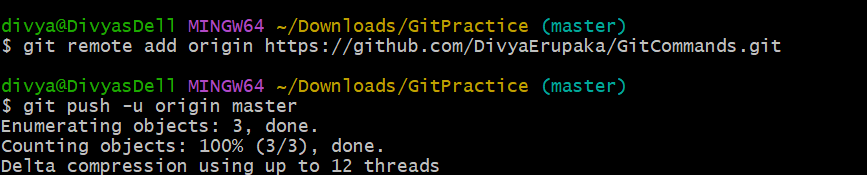 divya@DivyasDell MINGW64 ~/Downloads/GitPractice (master)
$ git remote add origin https://github.com/DivyaErupaka/GitCommands.git
divya@DivyasDell MINGW64 ~/Downloads/GitPractice (master)
$ git push -u origin master
Enumerating objects: 3, done.
Counting objects: 100% (3/3), done.
Delta compression using up to 12 threads